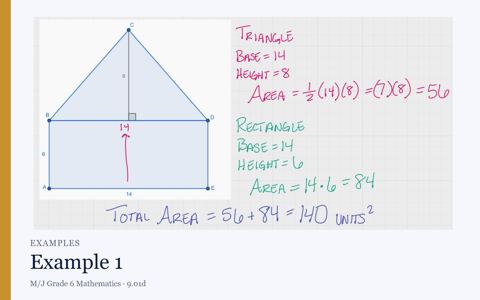 C
8
B
D
14
6
A
E
14
TRIANGLE
BASE = 14
HEIGHT = 8
AREA = ½(14)(8) = (7)(8) = 56
RECTANGLE
BASE = 14
HEIGHT = 6
AREA = 14·6 = 84
TOTAL AREA = 56 + 84 = 140 UNITS²
EXAMPLES
Example 1
M/J Grade 6 Mathematics - 9.01d